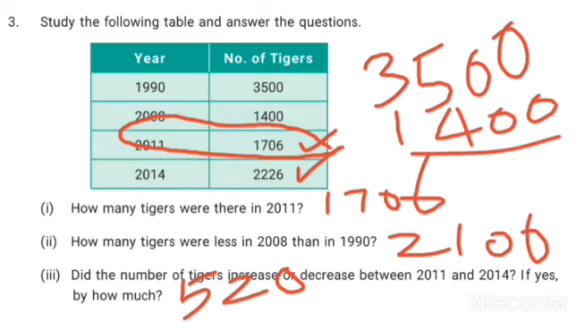 3. Study the following table and answer the questions.
Year No. of Tigers
1990 3500
2008 1400
2011 1706
2014 2226
3500
1400
(i) How many tigers were there in 2011? 1706
(ii) How many tigers were less in 2008 than in 1990? 2100
(iii) Did the number of tigers increase or decrease between 2011 and 2014? If yes,
by how much? 520
XRecorder